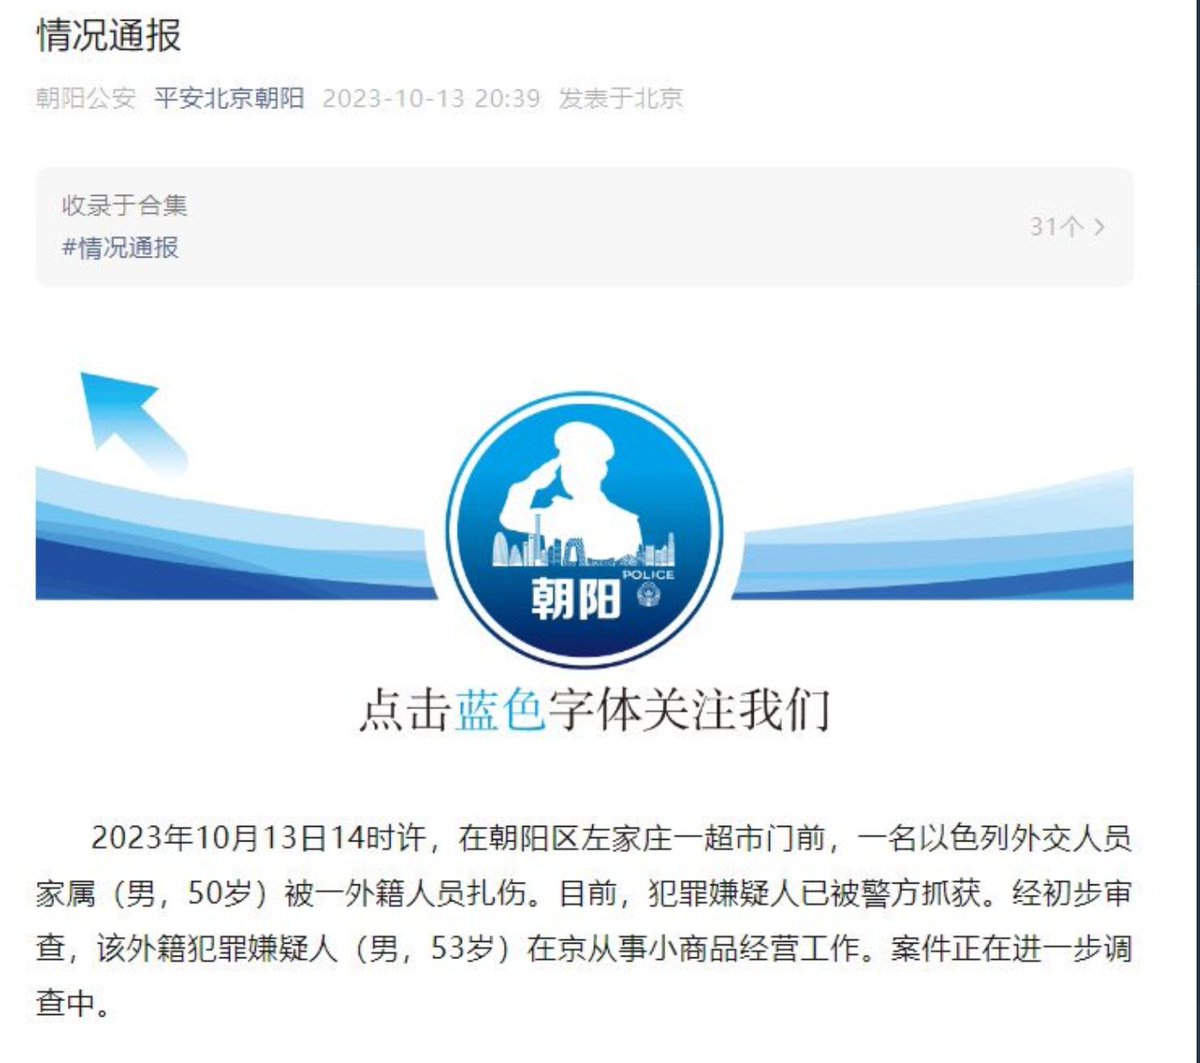 情况通报
朝阳公安 平安北京朝阳 2023-10-13 20:39 发表于北京
收录于合集
31个
#情况通报
POLICE
朝阳
点击蓝色字体关注我们
2023年10月13日14时许，在朝阳区左家庄一超市门前，一名以色列外交人员
家属（男，50岁）被一外籍人员扎伤。目前，犯罪嫌疑人已被警方抓获。经初步审
查，该外籍犯罪嫌疑人（男，53岁）在京从事小商品经营工作。案件正在进一步调
查中。